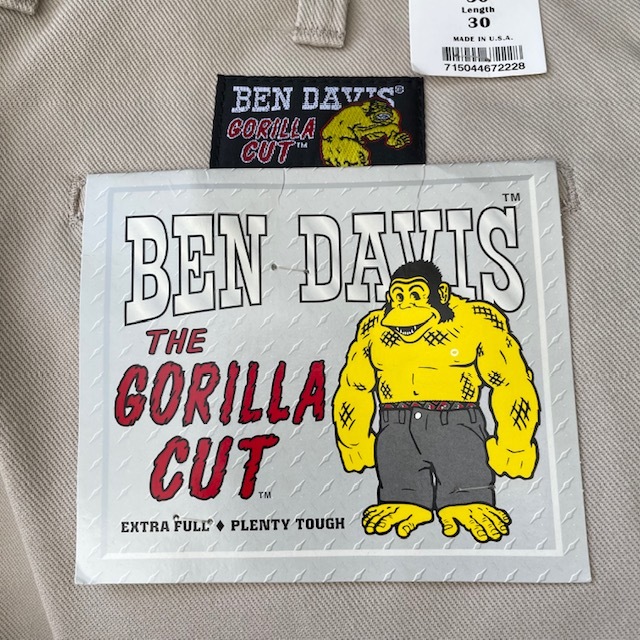 Length
30
MADE IN U.S.A.
715044672228
BEN DAVIS®
GORILLA
CUT™
BEN DAVIS™
THE
GORILLA
CUT™
EXTRA FULL ♦ PLENTY TOUGH